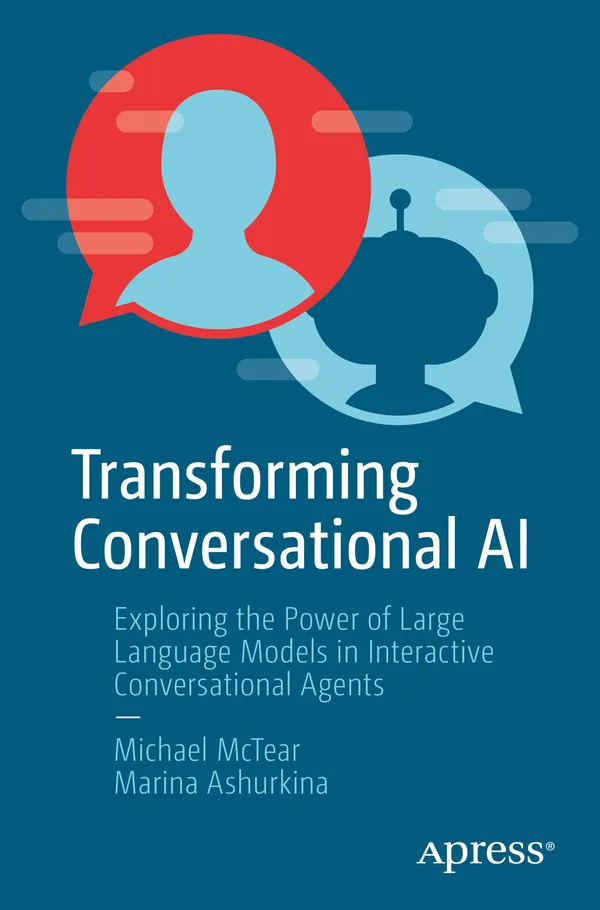 Transforming
Conversational AI
Exploring the Power of Large
Language Models in Interactive
Conversational Agents
—
Michael McTear
Marina Ashurkina
Apress®